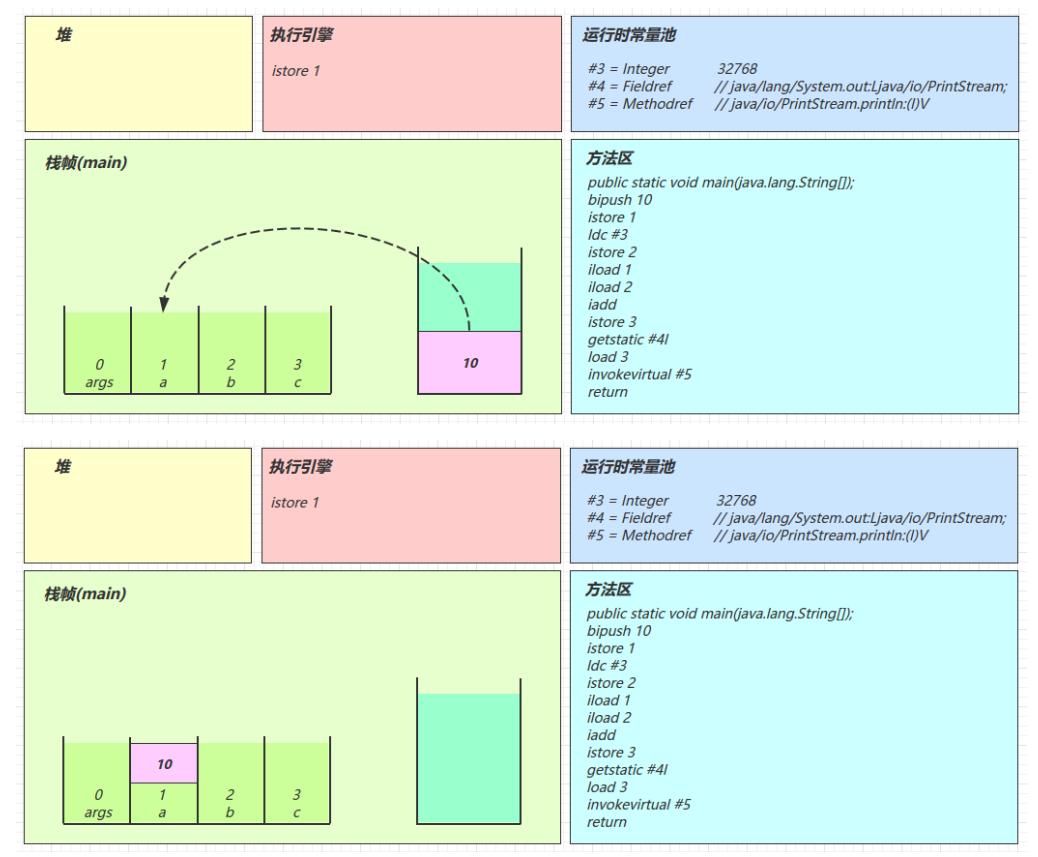 堆
执行引擎
istore 1
运行时常量池
#3 = Integer 32768
#4 = Fieldref // java/lang/System.out:Ljava/io/PrintStream;
#5 = Methodref // java/io/PrintStream.println:(I)V
栈帧(main)
10
0 1 2 3
args a b c
方法区
public static void main(java.lang.String[]);
bipush 10
istore 1
ldc #3
istore 2
iload 1
iload 2
iadd
istore 3
getstatic #4I
load 3
invokevirtual #5
return
堆
执行引擎
istore 1
运行时常量池
#3 = Integer 32768
#4 = Fieldref // java/lang/System.out:Ljava/io/PrintStream;
#5 = Methodref // java/io/PrintStream.println:(I)V
栈帧(main)
10
0 1 2 3
args a b c
方法区
public static void main(java.lang.String[]);
bipush 10
istore 1
ldc #3
istore 2
iload 1
iload 2
iadd
istore 3
getstatic #4I
load 3
invokevirtual #5
return